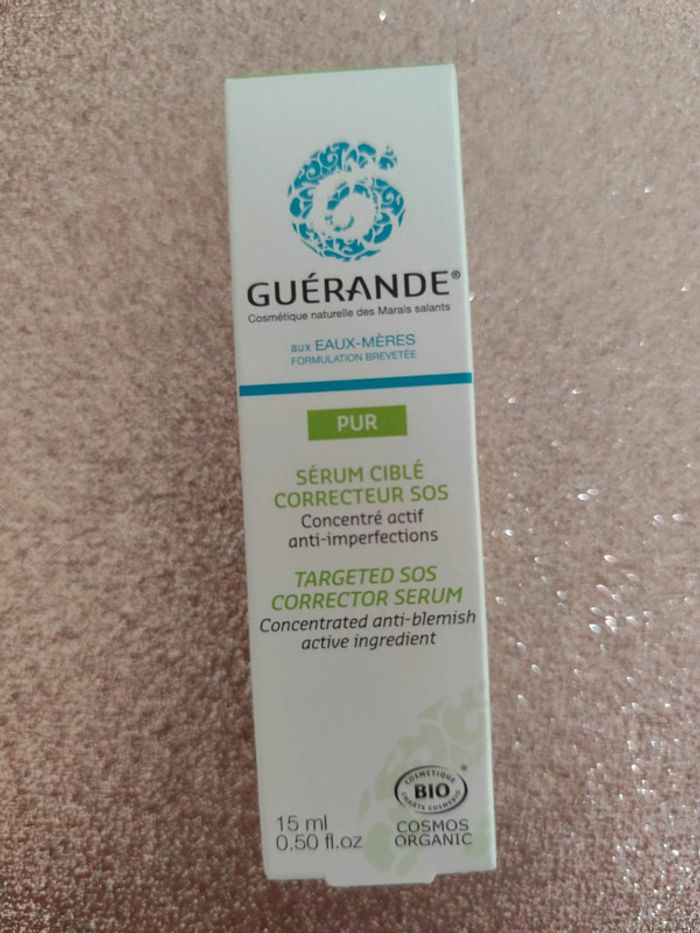 GUÉRANDE®
Cosmétique naturelle des Marais salants
aux EAUX-MÈRES
FORMULATION BREVETÉE
PUR
SÉRUM CIBLÉ
CORRECTEUR SOS
Concentré actif
anti-imperfections
TARGETED SOS
CORRECTOR SERUM
Concentrated anti-blemish
active ingredient
15 ml
0.50 fl.oz
COSMETIQUE
®
BIO
CHARTE COSMEBIO
COSMOS
ORGANIC